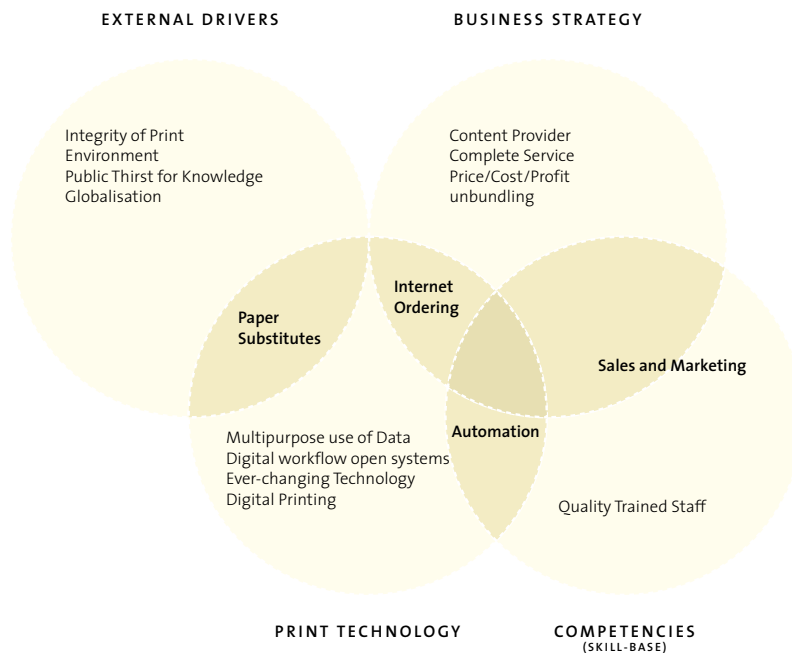 EXTERNAL DRIVERS
BUSINESS STRATEGY
Integrity of Print
Environment
Public Thirst for Knowledge
Globalisation
Content Provider
Complete Service
Price/Cost/Profit
unbundling
Internet
Ordering
Paper
Substitutes
Sales and Marketing
Automation
Multipurpose use of Data
Digital workflow open systems
Ever-changing Technology
Digital Printing
Quality Trained Staff
PRINT TECHNOLOGY
COMPETENCIES
(SKILL-BASE)